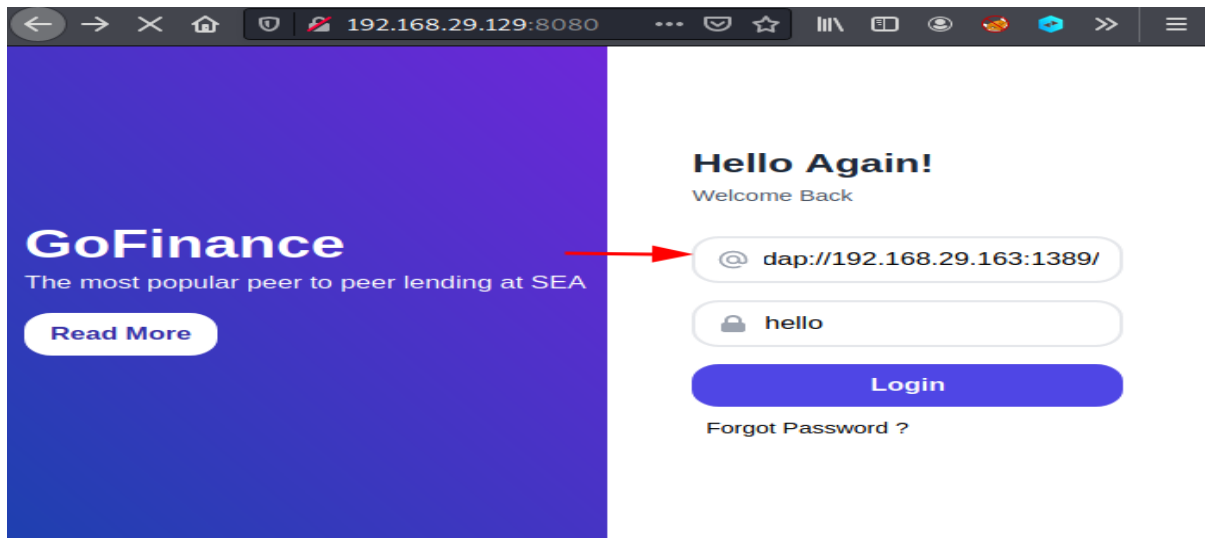 192.168.29.129:8080
GoFinance
The most popular peer to peer lending at SEA
Read More
Hello Again!
Welcome Back
dap://192.168.29.163:1389/
hello
Login
Forgot Password ?